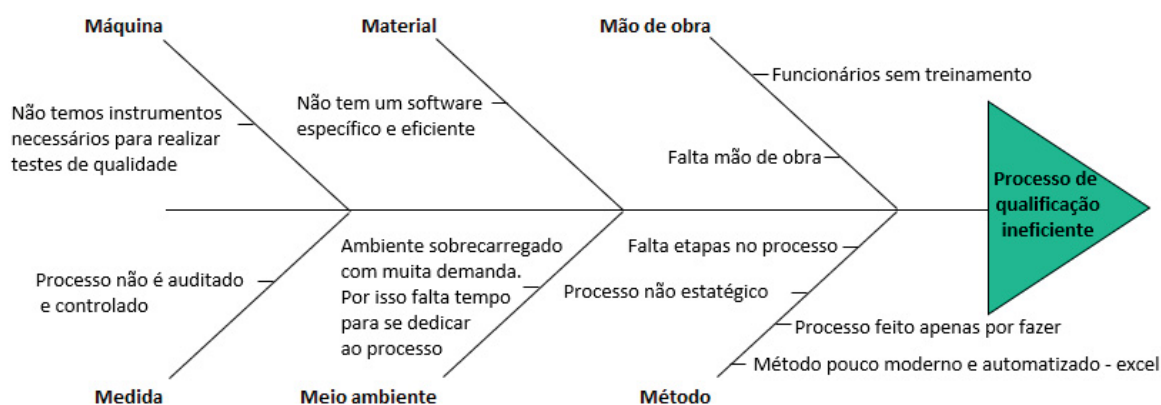 Máquina
Material
Mão de obra
Não temos instrumentos
necessários para realizar
testes de qualidade
Não tem um software
específico e eficiente
Funcionários sem treinamento
Falta mão de obra
Processo de
qualificação
ineficiente
Processo não é auditado
e controlado
Ambiente sobrecarregado
com muita demanda.
Por isso falta tempo
para se dedicar
ao processo
Falta etapas no processo
Processo não estatégico
Processo feito apenas por fazer
Método pouco moderno e automatizado - excel
Medida
Meio ambiente
Método